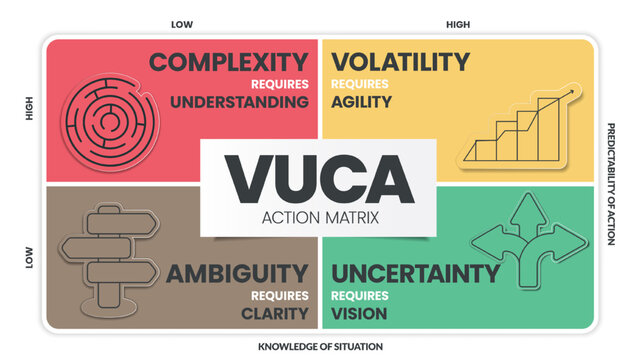 LOW
HIGH
COMPLEXITY
REQUIRES
UNDERSTANDING
VOLATILITY
REQUIRES
AGILITY
HIGH
PREDICTABILITY OF ACTION
VUCA
ACTION MATRIX
LOW
AMBIGUITY
REQUIRES
CLARITY
UNCERTAINTY
REQUIRES
VISION
KNOWLEDGE OF SITUATION